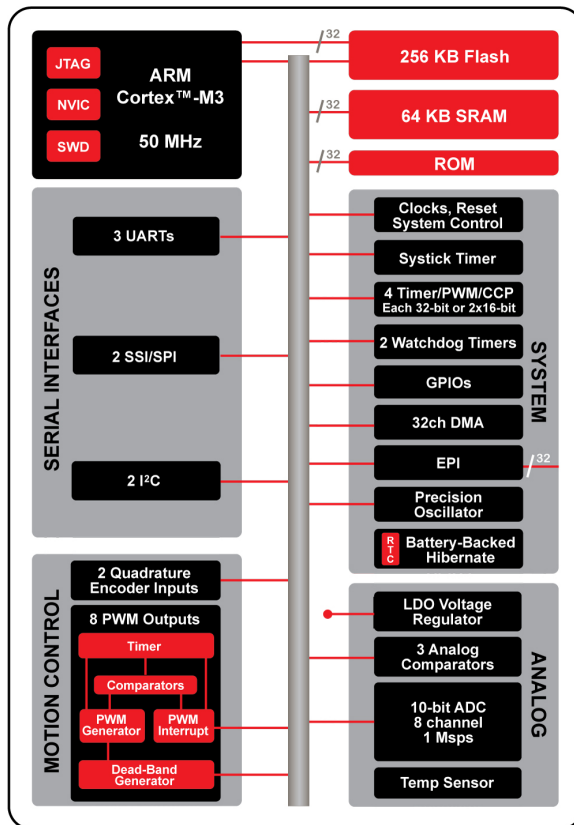 JTAG
NVIC
SWD
ARM
Cortex™-M3
50 MHz
32
256 KB Flash
32
64 KB SRAM
32
ROM
SERIAL INTERFACES
3 UARTs
2 SSI/SPI
2 I²C
SYSTEM
Clocks, Reset
System Control
Systick Timer
4 Timer/PWM/CCP
Each 32-bit or 2x16-bit
2 Watchdog Timers
GPIOs
32ch DMA
EPI
32
Precision
Oscillator
RTC
Battery-Backed
Hibernate
MOTION CONTROL
2 Quadrature
Encoder Inputs
8 PWM Outputs
Timer
Comparators
PWM
Generator
PWM
Interrupt
Dead-Band
Generator
ANALOG
LDO Voltage
Regulator
3 Analog
Comparators
10-bit ADC
8 channel
1 Msps
Temp Sensor